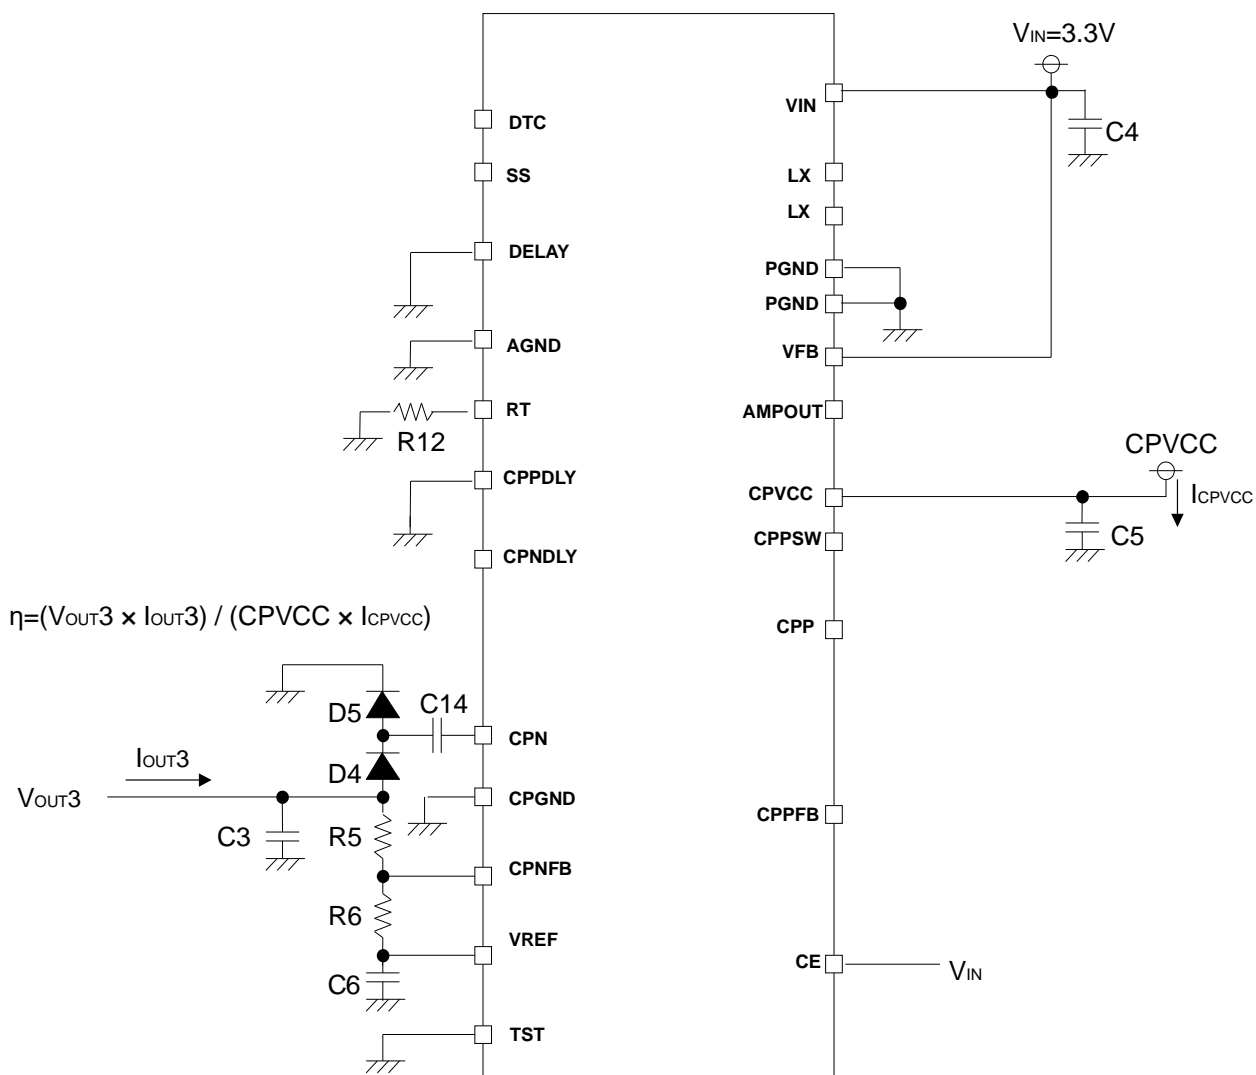 VIN=3.3V
VIN
C4
DTC
SS
LX
LX
DELAY
PGND
PGND
AGND
VFB
RT
AMPOUT
R12
CPVCC
CPPDLY
CPVCC
ICPVCC
C5
CPPSW
CPNDLY
η=(VOUT3 × IOUT3) / (CPVCC × ICPVCC)
CPP
D5
C14
CPN
IOUT3
D4
VOUT3
CPGND
C3
R5
CPPFB
CPNFB
R6
VREF
CE
VIN
C6
TST